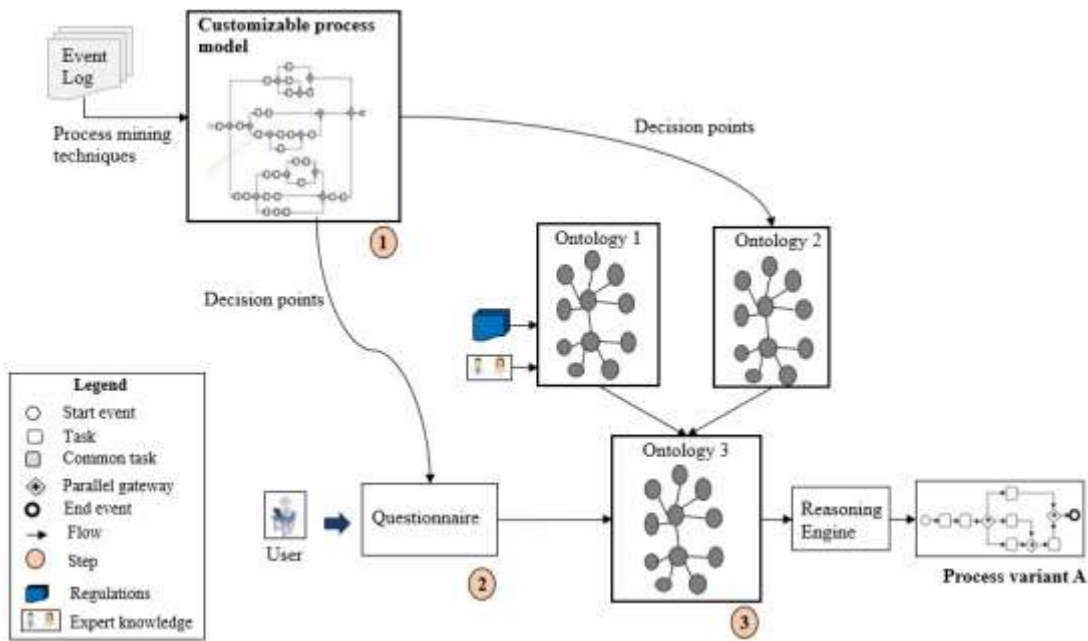 Customizable process
model
Event
Log
Process mining
techniques
Decision points
1
Ontology 1
Ontology 2
Decision points
Legend
Start event
Task
Common task
Parallel gateway
End event
Flow
Step
Regulations
Expert knowledge
User
Questionnaire
2
Ontology 3
3
Reasoning
Engine
Process variant A